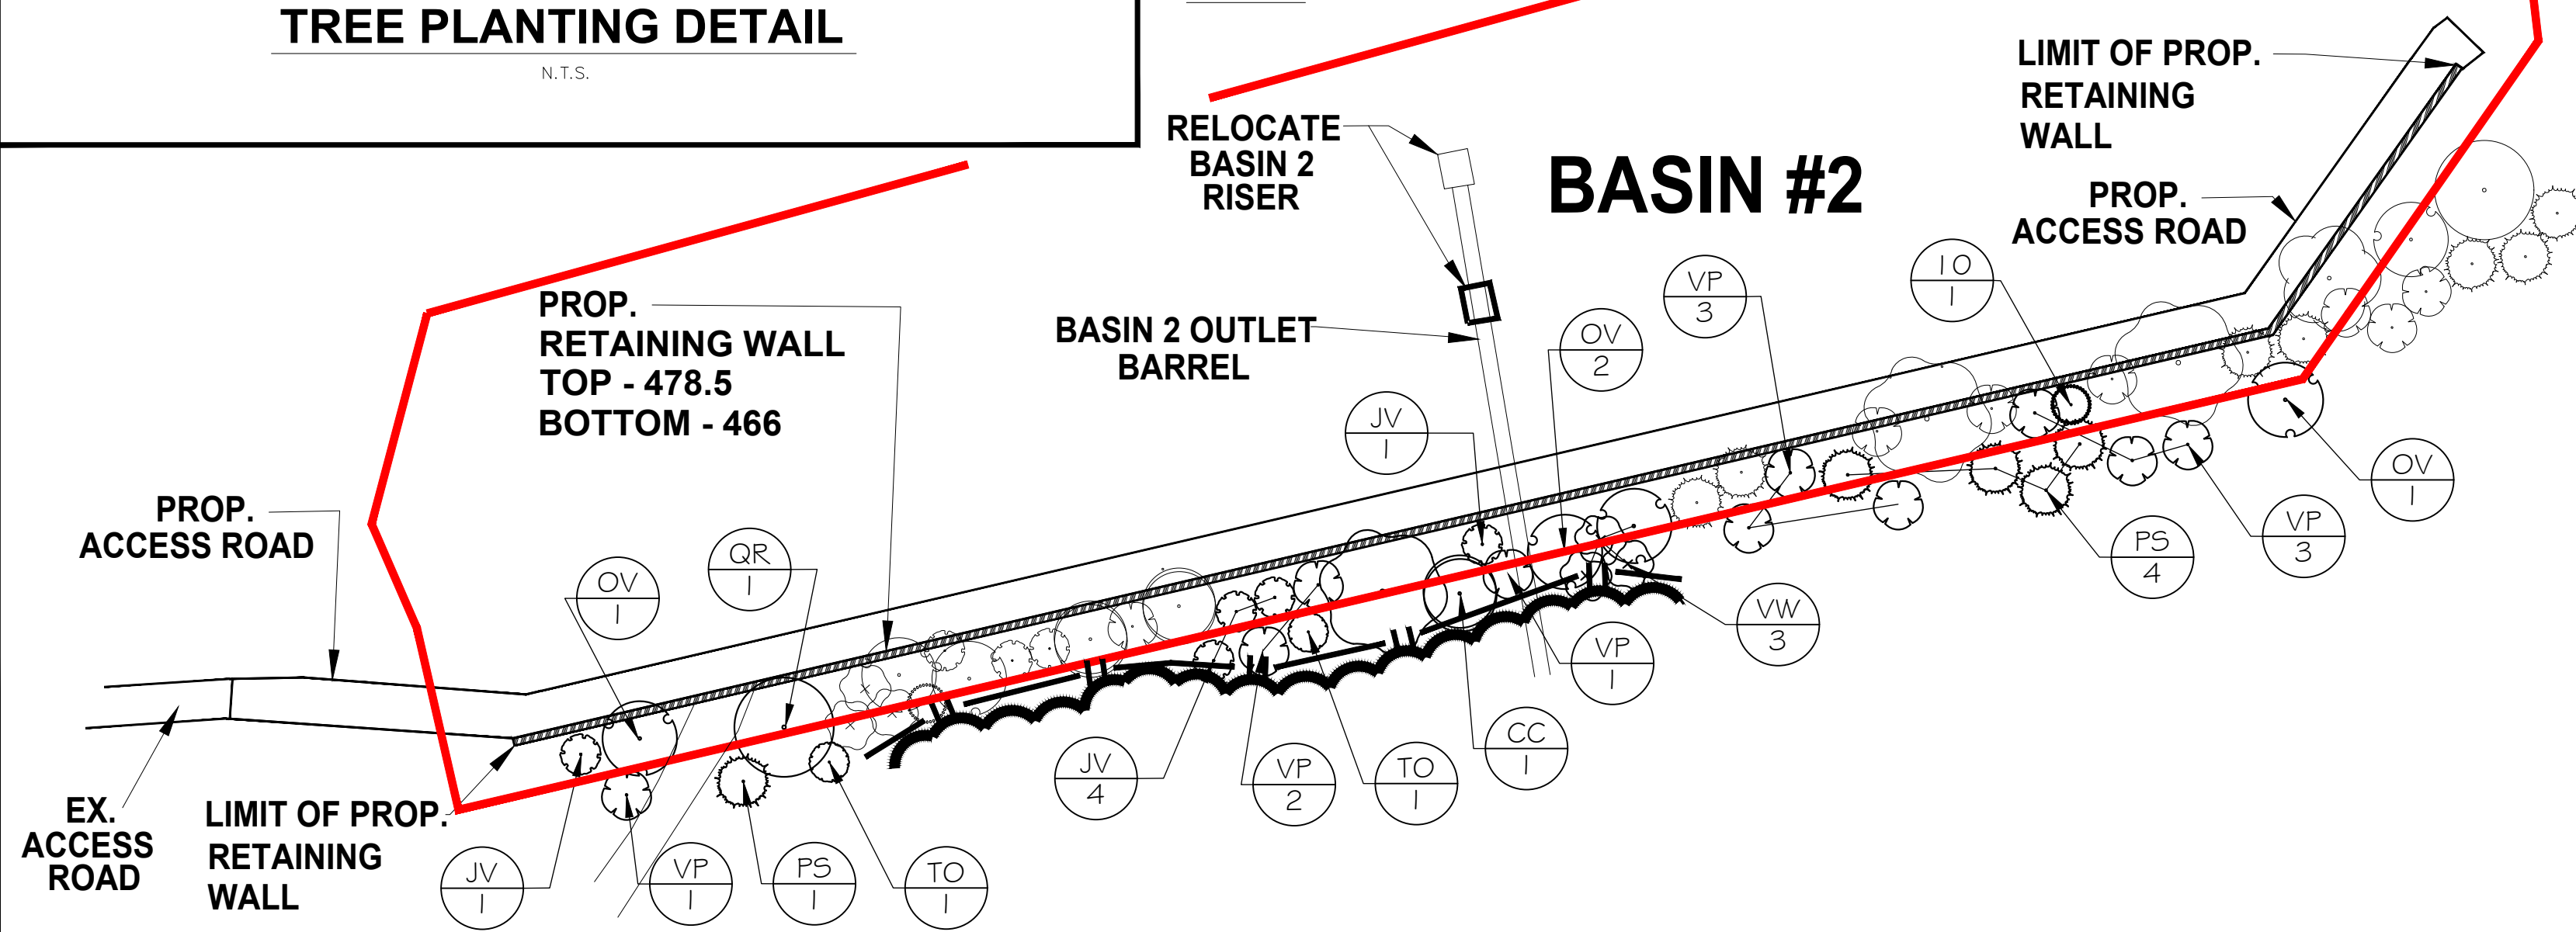 TREE PLANTING DETAIL
N.T.S.
RELOCATE
BASIN 2
RISER
BASIN #2
LIMIT OF PROP.
RETAINING
WALL
PROP.
ACCESS ROAD
PROP.
RETAINING WALL
TOP - 478.5
BOTTOM - 466
BASIN 2 OUTLET
BARREL
VP
3
IO
1
OV
2
JV
1
PROP.
ACCESS ROAD
OV
1
QR
1
OV
1
VP
3
PS
4
VW
3
VP
1
CC
1
JV
4
VP
2
TO
1
EX.
ACCESS
ROAD
LIMIT OF PROP.
RETAINING
WALL
JV
1
VP
1
PS
1
TO
1